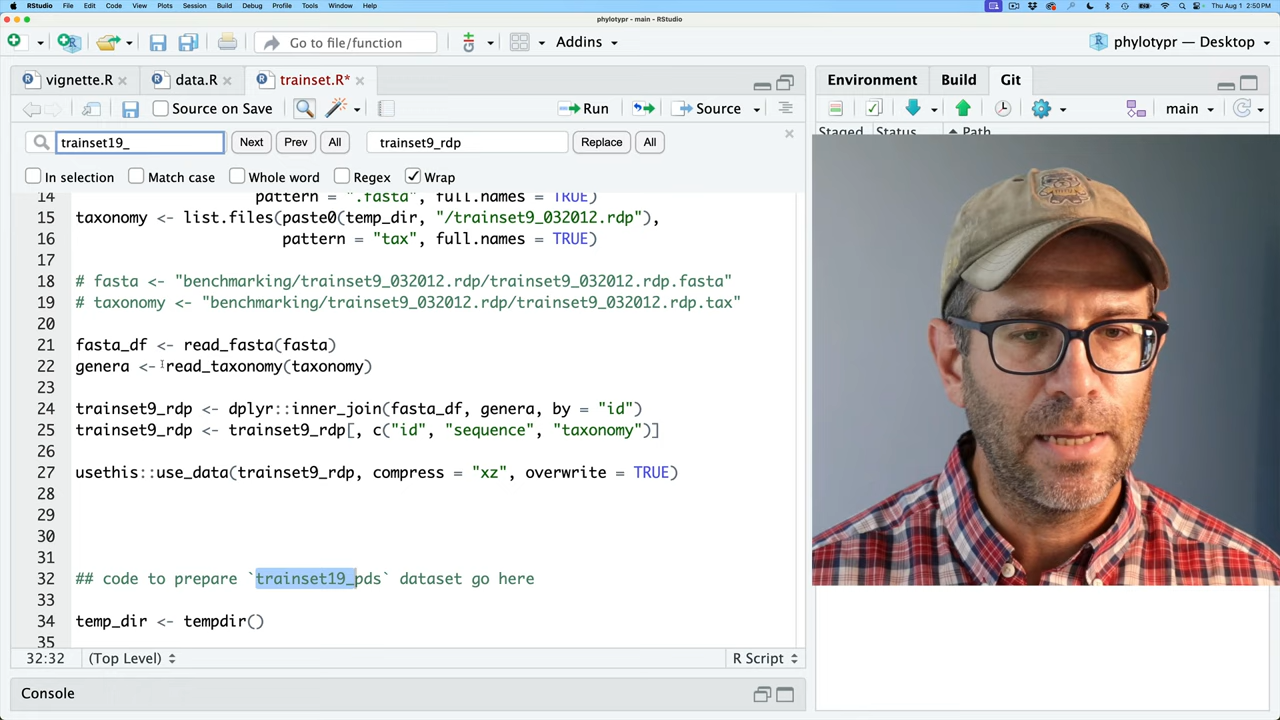 RStudio File Edit Code View Plots Session Build Debug Profile Tools Window Help Thu Aug 1 2:50 PM
phylotypr - main - RStudio
Go to file/function Addins phylotypr — Desktop
vignette.R data.R trainset.R* Environment Build Git
Source on Save Run Source main
trainset19_ Next Prev All trainset9_rdp Replace All Staged Status Path
In selection Match case Whole word Regex Wrap
14 pattern = ".fasta", full.names = TRUE)
15 taxonomy <- list.files(paste0(temp_dir, "/trainset9_032012.rdp"),
16 pattern = "tax", full.names = TRUE)
17
18 # fasta <- "benchmarking/trainset9_032012.rdp/trainset9_032012.rdp.fasta"
19 # taxonomy <- "benchmarking/trainset9_032012.rdp/trainset9_032012.rdp.tax"
20
21 fasta_df <- read_fasta(fasta)
22 genera <- read_taxonomy(taxonomy)
23
24 trainset9_rdp <- dplyr::inner_join(fasta_df, genera, by = "id")
25 trainset9_rdp <- trainset9_rdp[, c("id", "sequence", "taxonomy")]
26
27 usethis::use_data(trainset9_rdp, compress = "xz", overwrite = TRUE)
28
29
30
31
32 ## code to prepare `trainset19_pds` dataset go here
33
34 temp_dir <- tempdir()
35
32:32 (Top Level) R Script
Console